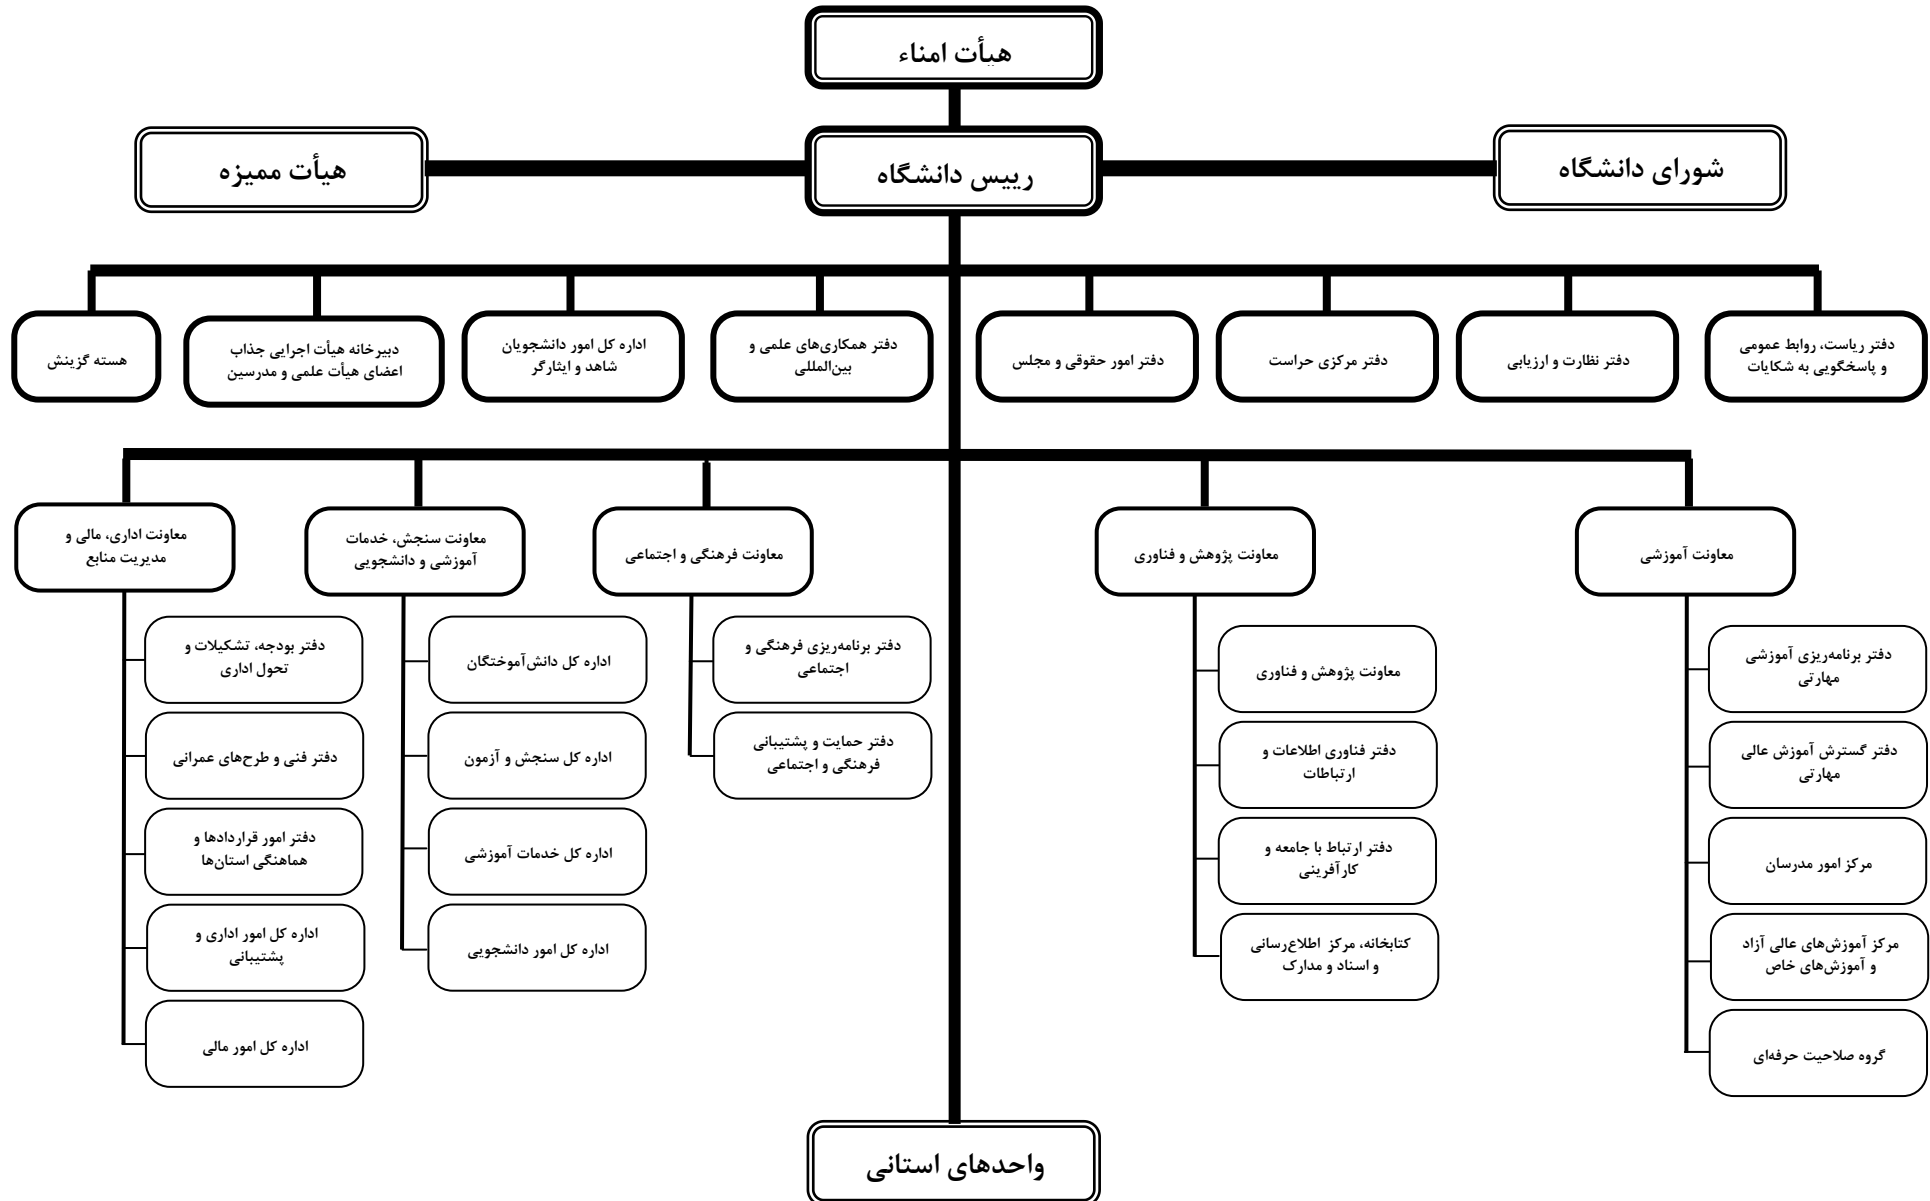 هیأت امناء
شورای دانشگاه
رییس دانشگاه
هیأت ممیزه
دفتر ریاست، روابط عمومی
و پاسخگویی به شکایات
دفتر نظارت و ارزیابی
دفتر مرکزی حراست
دفتر امور حقوقی و مجلس
دفتر همکاری‌های علمی و
بین‌المللی
اداره کل امور دانشجویان
شاهد و ایثارگر
دبیرخانه هیأت اجرایی جذاب
اعضای هیأت علمی و مدرسین
هسته گزینش
معاونت آموزشی
دفتر برنامه‌ریزی آموزشی
مهارتی
دفتر گسترش آموزش عالی
مهارتی
مرکز امور مدرسان
مرکز آموزش‌های عالی آزاد
و آموزش‌های خاص
گروه صلاحیت حرفه‌ای
معاونت پژوهش و فناوری
معاونت پژوهش و فناوری
دفتر فناوری اطلاعات و
ارتباطات
دفتر ارتباط با جامعه و
کارآفرینی
کتابخانه، مرکز اطلاع‌رسانی
و اسناد و مدارک
معاونت فرهنگی و اجتماعی
دفتر برنامه‌ریزی فرهنگی و
اجتماعی
دفتر حمایت و پشتیبانی
فرهنگی و اجتماعی
معاونت سنجش، خدمات
آموزشی و دانشجویی
اداره کل دانش‌آموختگان
اداره کل سنجش و آزمون
اداره کل خدمات آموزشی
اداره کل امور دانشجویی
معاونت اداری، مالی و
مدیریت منابع
دفتر بودجه، تشکیلات و
تحول اداری
دفتر فنی و طرح‌های عمرانی
دفتر امور قراردادها و
هماهنگی استان‌ها
اداره کل امور اداری و
پشتیبانی
اداره کل امور مالی
واحدهای استانی